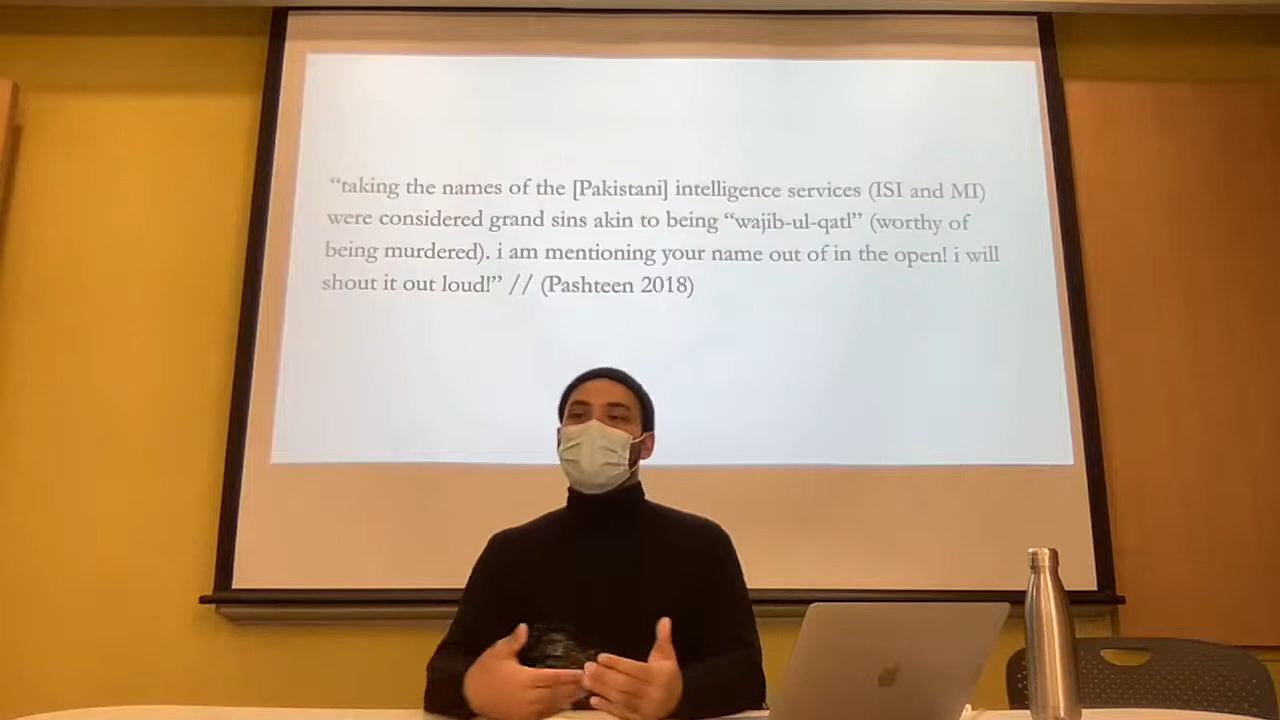 “taking the names of the [Pakistani] intelligence services (ISI and MI)
were considered grand sins akin to being “wajib-ul-qatl” (worthy of
being murdered). i am mentioning your name out of in the open! i will
shout it out loud!” // (Pashteen 2018)